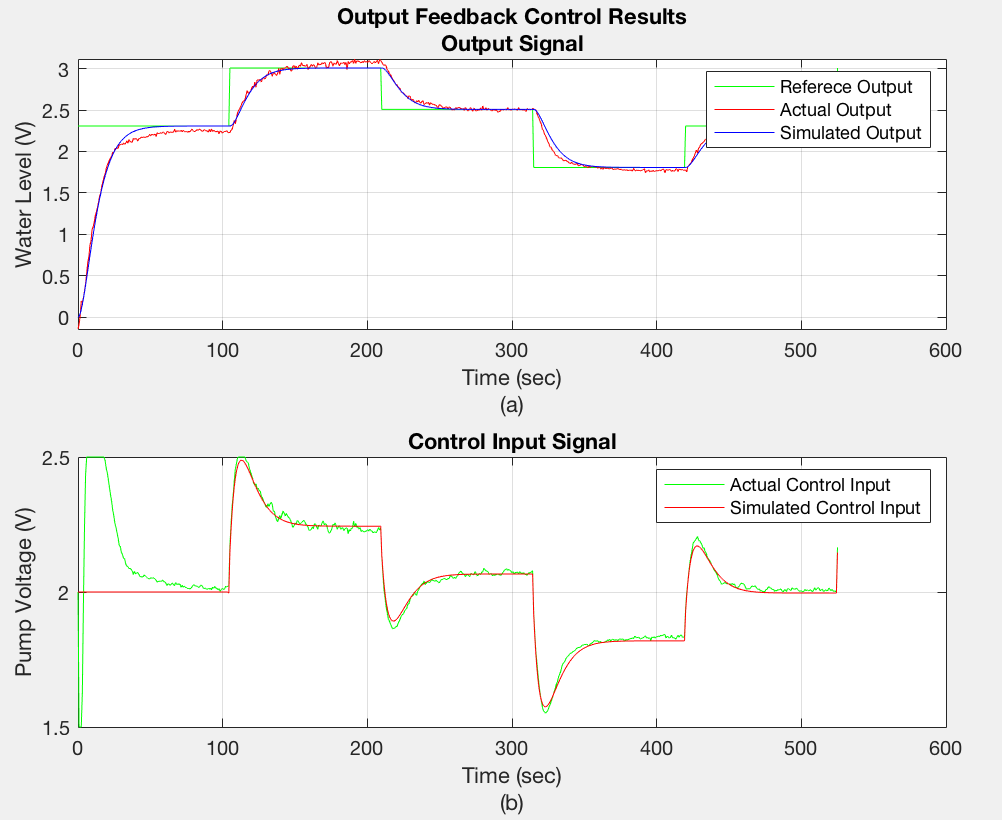 Output Feedback Control Results
Output Signal
Water Level (V)
3
2.5
2
1.5
1
0.5
0
Referece Output
Actual Output
Simulated Output
0 100 200 300 400 500 600
Time (sec)
(a)
Control Input Signal
Pump Voltage (V)
2.5
2
1.5
Actual Control Input
Simulated Control Input
0 100 200 300 400 500 600
Time (sec)
(b)